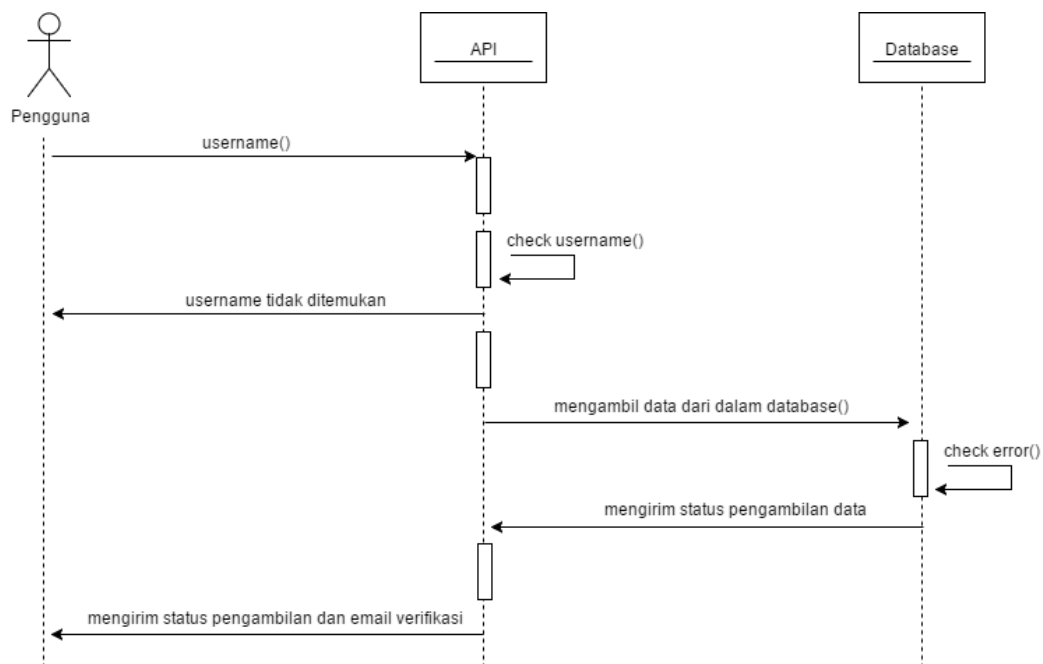 API
Database
Pengguna
username()
check username()
username tidak ditemukan
mengambil data dari dalam database()
check error()
mengirim status pengambilan data
mengirim status pengambilan dan email verifikasi